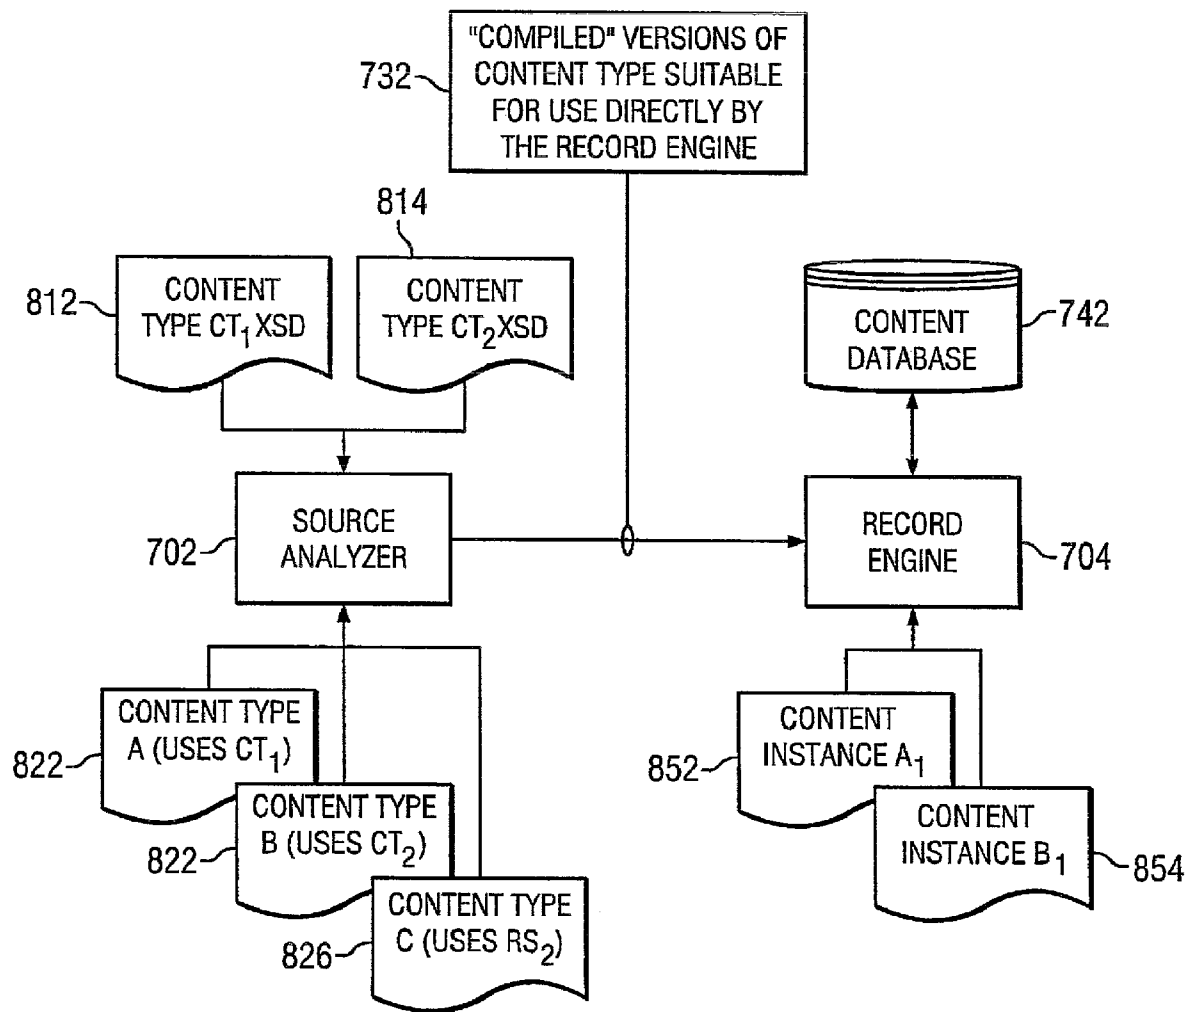 "COMPILED" VERSIONS OF
CONTENT TYPE SUITABLE
FOR USE DIRECTLY BY
THE RECORD ENGINE
732
814
812
CONTENT
TYPE CT1 XSD
CONTENT
TYPE CT2 XSD
CONTENT
DATABASE
742
702
SOURCE
ANALYZER
RECORD
ENGINE
704
CONTENT TYPE
A (USES CT1)
822
CONTENT TYPE
B (USES CT2)
822
CONTENT TYPE
C (USES RS2)
826
CONTENT
INSTANCE A1
852
CONTENT
INSTANCE B1
854